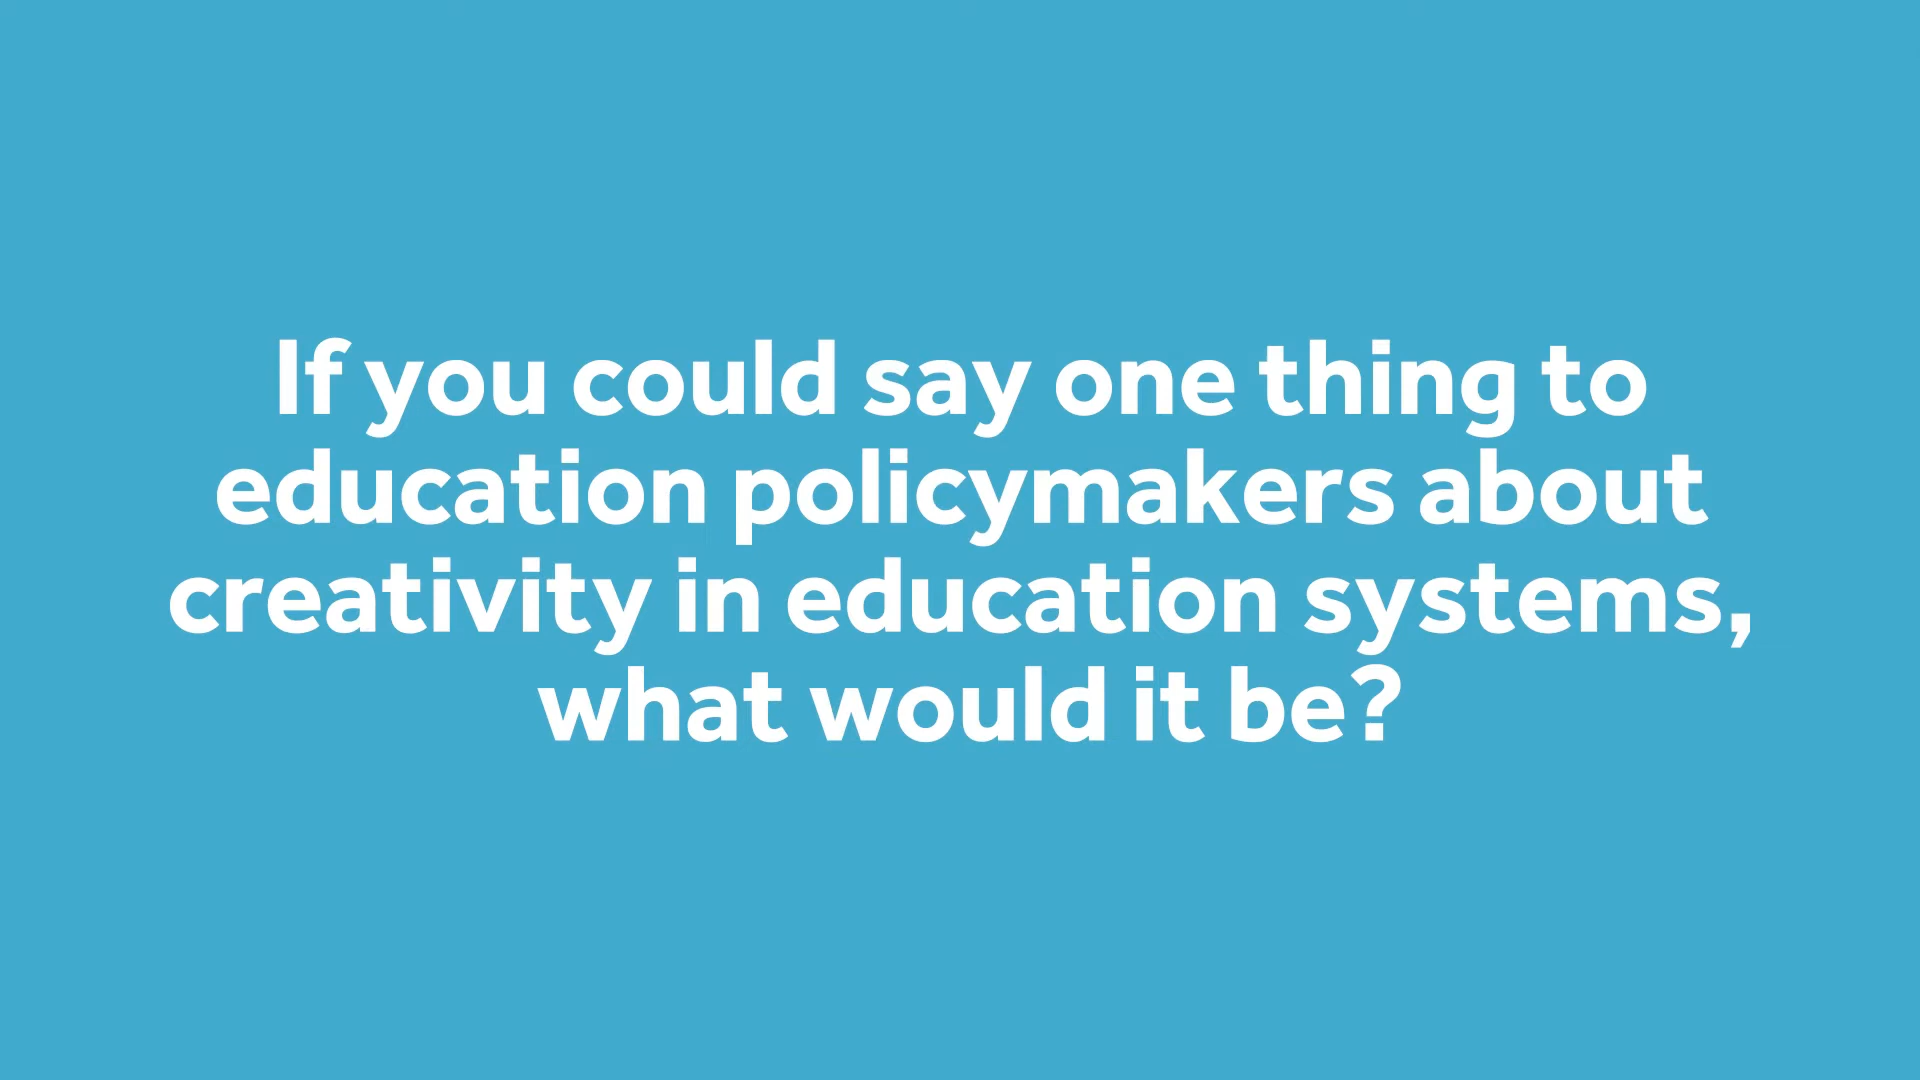 If you could say one thing to
education policymakers about
creativity in education systems,
what would it be?